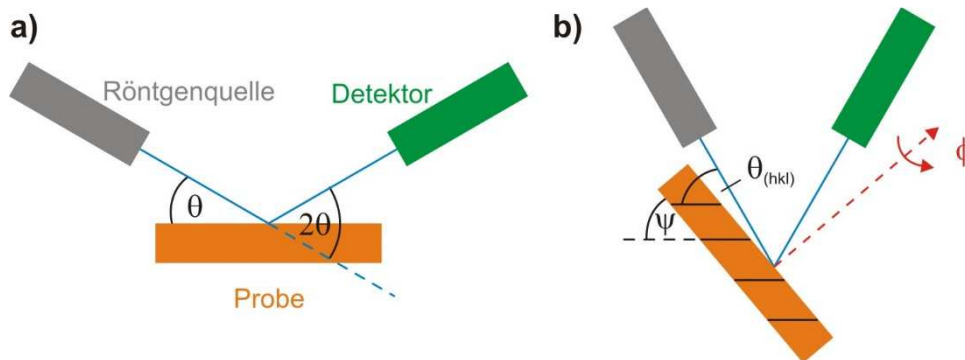 a)
Röntgenquelle
Detektor
θ
2θ
Probe
b)
θ(hkl)
ψ
ϕ